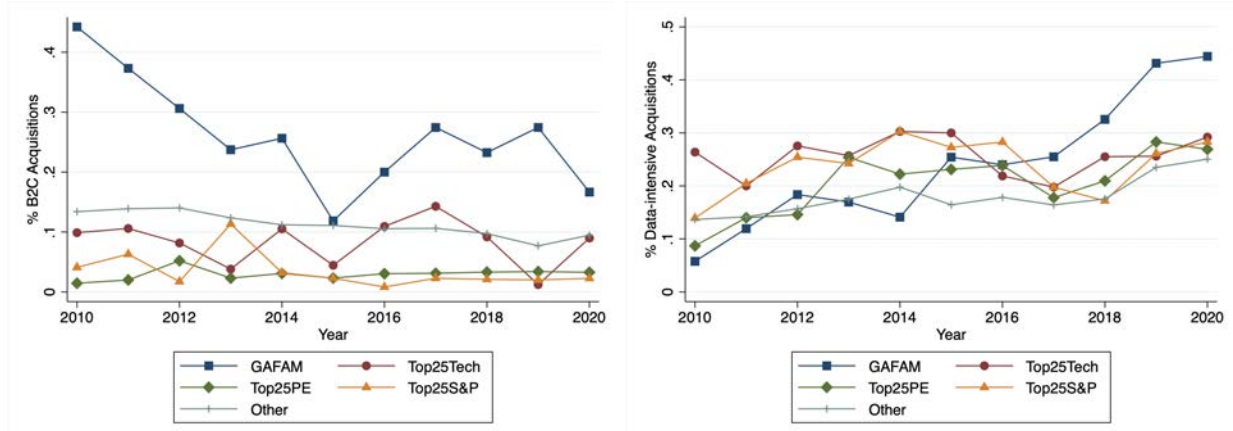 % B2C Acquisitions
.4
.3
.2
.1
0
2010 2012 2014 2016 2018 2020
Year
GAFAM Top25Tech
Top25PE Top25S&P
Other
% Data-intensive Acquisitions
.5
.4
.3
.2
.1
0
2010 2012 2014 2016 2018 2020
Year
GAFAM Top25Tech
Top25PE Top25S&P
Other